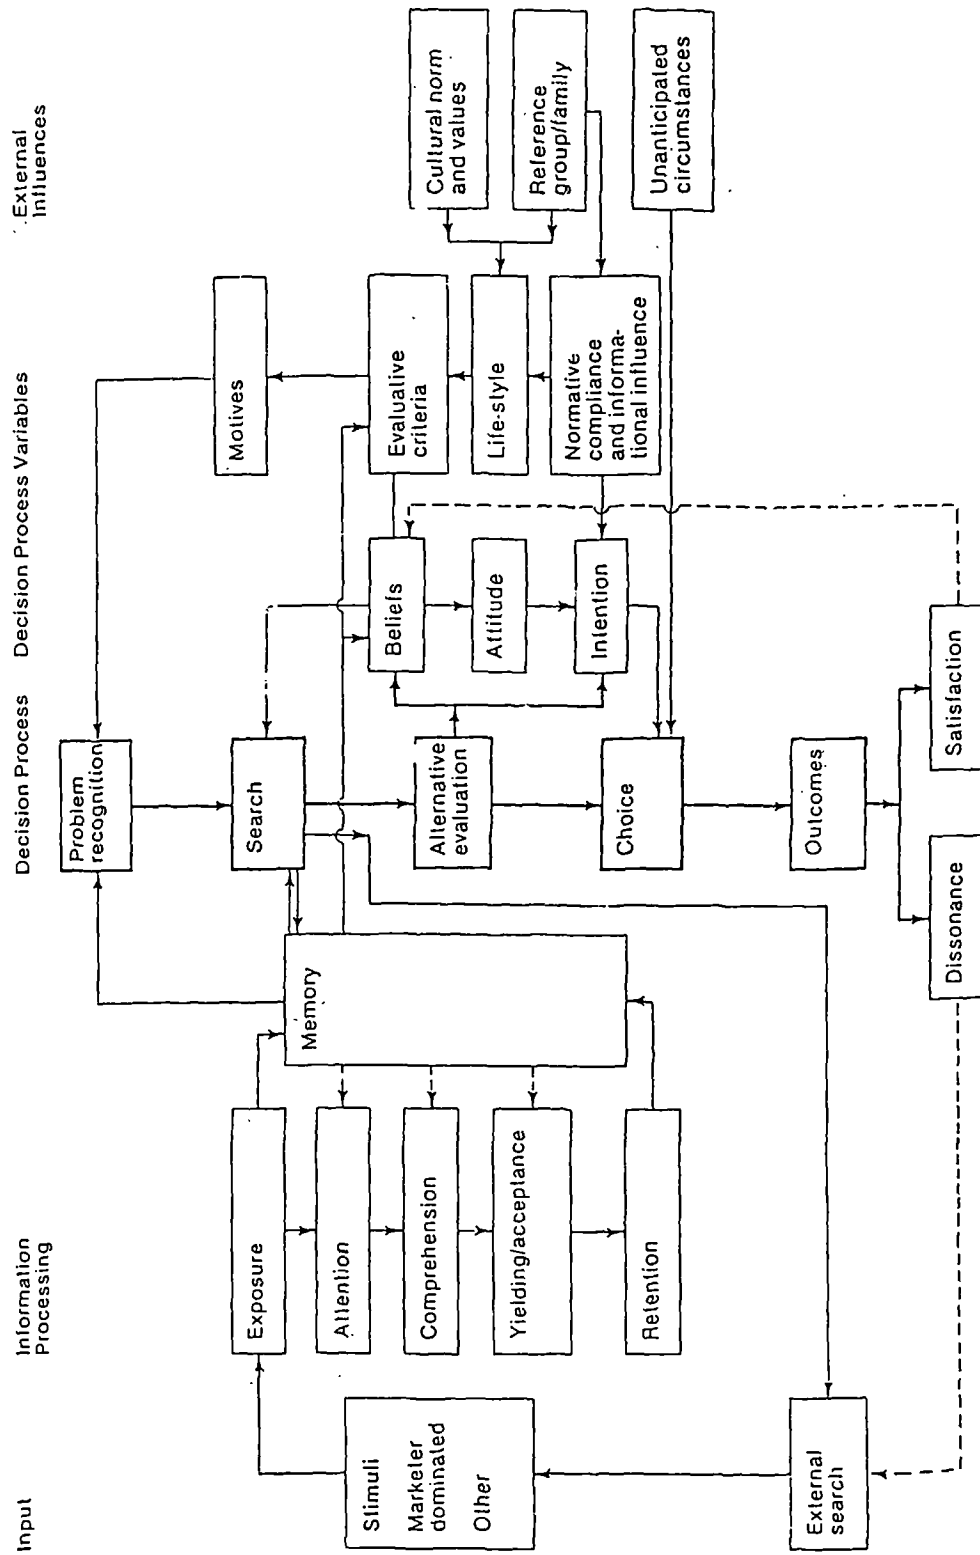 Input
Information
Processing
Decision Process
Decision Process Variables
External
Influences
Stimuli
Marketer
dominated
Other
External
search
Exposure
Attention
Comprehension
Yielding/acceptance
Retention
Memory
Problem
recognition
Search
Alternative
evaluation
Choice
Outcomes
Dissonance
Satisfaction
Beliefs
Attitude
Intention
Motives
Evaluative
criteria
Life-style
Normative
compliance
and informa-
tional influence
Cultural norm
and values
Reference
group/family
Unanticipated
circumstances